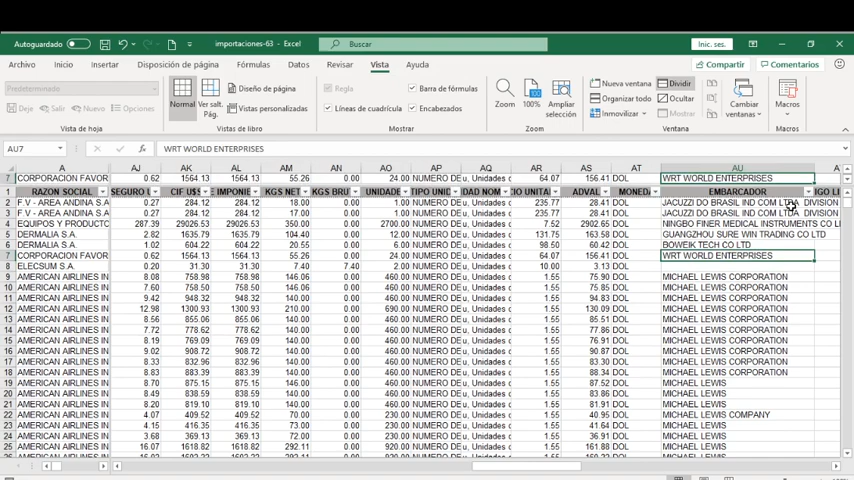 Autoguardado importaciones-63 - Excel Buscar Inic. ses.
Archivo Inicio Insertar Disposición de página Fórmulas Datos Revisar Vista Ayuda Compartir Comentarios
Predeterminado Normal Ver salt. Pág. Diseño de página Vistas personalizadas Regla Barra de fórmulas Líneas de cuadrícula Encabezados Zoom 100% Ampliar selección Nueva ventana Organizar todo Inmovilizar Dividir Ocultar Mostrar Cambiar ventanas Macros
Deje Salir Nuevo Opciones
Vista de hoja Vistas de libro Mostrar Zoom Ventana Macros
AU7 WRT WORLD ENTERPRISES
A AJ AK AL AM AN AO AP AQ AR AS AT AU
7 CORPORACION FAVOR 0.62 1564.13 1564.13 55.26 0.00 24.00 NUMERO DE u, Unidades 64.07 156.41 DOL WRT WORLD ENTERPRISES
1 RAZON SOCIAL SEGURO U CIF U$S E IMPONIE KGS NET KGS BRU UNIDADE TIPO UNID DAD NOM CIO UNITAR ADVAL MONEDA EMBARCADOR IGO LI
2 F.V - AREA ANDINA S.A 0.27 284.12 284.12 18.00 0.00 1.00 NUMERO DE u, Unidades 235.77 28.41 DOL JACUZZI DO BRASIL IND COM LTDA DIVISION
3 F.V - AREA ANDINA S.A 0.27 284.12 284.12 17.00 0.00 1.00 NUMERO DE u, Unidades 235.77 28.41 DOL JACUZZI DO BRASIL IND COM LTDA DIVISION
4 EQUIPOS Y PRODUCTO 287.39 29026.53 29026.53 350.00 0.00 2700.00 NUMERO DE u, Unidades 7.52 2902.65 DOL NINGBO FINER MEDICAL INSTRUMENTS CO L
5 DERMALIA S.A. 2.82 1635.79 1635.79 104.40 0.00 12.00 NUMERO DE u, Unidades 131.75 163.58 DOL GUANGZHOU SURE WIN TRADING CO LTD
6 DERMALIA S.A. 1.02 604.22 604.22 20.55 0.00 6.00 NUMERO DE u, Unidades 98.50 60.42 DOL BOWEIK TECH CO LTD
7 CORPORACION FAVOR 0.62 1564.13 1564.13 55.26 0.00 24.00 NUMERO DE u, Unidades 64.07 156.41 DOL WRT WORLD ENTERPRISES
8 ELECSUM S.A. 0.20 31.30 31.30 7.40 7.40 2.00 NUMERO DE u, Unidades 10.00 3.13 DOL
9 AMERICAN AIRLINES IN 8.08 758.98 758.98 146.06 0.00 460.00 NUMERO DE u, Unidades 1.55 75.90 DOL MICHAEL LEWIS CORPORATION
10 AMERICAN AIRLINES IN 7.60 758.50 758.50 146.06 0.00 460.00 NUMERO DE u, Unidades 1.55 75.85 DOL MICHAEL LEWIS CORPORATION
11 AMERICAN AIRLINES IN 9.42 948.32 948.32 146.06 0.00 460.00 NUMERO DE u, Unidades 1.55 94.83 DOL MICHAEL LEWIS CORPORATION
12 AMERICAN AIRLINES IN 12.98 1300.93 1300.93 210.00 0.00 690.00 NUMERO DE u, Unidades 1.55 130.09 DOL MICHAEL LEWIS CORPORATION
13 AMERICAN AIRLINES IN 8.56 855.06 855.06 146.06 0.00 460.00 NUMERO DE u, Unidades 1.55 85.51 DOL MICHAEL LEWIS CORPORATION
14 AMERICAN AIRLINES IN 7.72 778.62 778.62 146.06 0.00 460.00 NUMERO DE u, Unidades 1.55 77.86 DOL MICHAEL LEWIS CORPORATION
15 AMERICAN AIRLINES IN 8.19 769.09 769.09 146.06 0.00 460.00 NUMERO DE u, Unidades 1.55 76.91 DOL MICHAEL LEWIS CORPORATION
16 AMERICAN AIRLINES IN 9.02 908.72 908.72 146.06 0.00 460.00 NUMERO DE u, Unidades 1.55 90.87 DOL MICHAEL LEWIS CORPORATION
17 AMERICAN AIRLINES IN 8.33 832.96 832.96 146.06 0.00 460.00 NUMERO DE u, Unidades 1.55 83.30 DOL MICHAEL LEWIS CORPORATION
18 AMERICAN AIRLINES IN 8.83 883.38 883.38 146.06 0.00 460.00 NUMERO DE u, Unidades 1.55 88.34 DOL MICHAEL LEWIS CORPORATION
19 AMERICAN AIRLINES IN 8.70 875.15 875.15 146.06 0.00 460.00 NUMERO DE u, Unidades 1.55 87.52 DOL MICHAEL LEWIS
20 AMERICAN AIRLINES IN 8.49 838.59 838.59 146.06 0.00 460.00 NUMERO DE u, Unidades 1.55 83.86 DOL MICHAEL LEWIS
21 AMERICAN AIRLINES IN 8.20 819.10 819.10 146.06 0.00 460.00 NUMERO DE u, Unidades 1.55 81.91 DOL MICHAEL LEWIS
22 AMERICAN AIRLINES IN 4.07 409.52 409.52 70.00 0.00 230.00 NUMERO DE u, Unidades 1.55 40.95 DOL MICHAEL LEWIS COMPANY
23 AMERICAN AIRLINES IN 4.15 416.35 416.35 73.00 0.00 230.00 NUMERO DE u, Unidades 1.55 41.64 DOL MICHAEL LEWIS
24 AMERICAN AIRLINES IN 3.68 369.13 369.13 72.00 0.00 230.00 NUMERO DE u, Unidades 1.55 36.91 DOL MICHAEL LEWIS
25 AMERICAN AIRLINES IN 16.07 1618.82 1618.82 292.11 0.00 920.00 NUMERO DE u, Unidades 1.55 161.88 DOL MICHAEL LEWIS